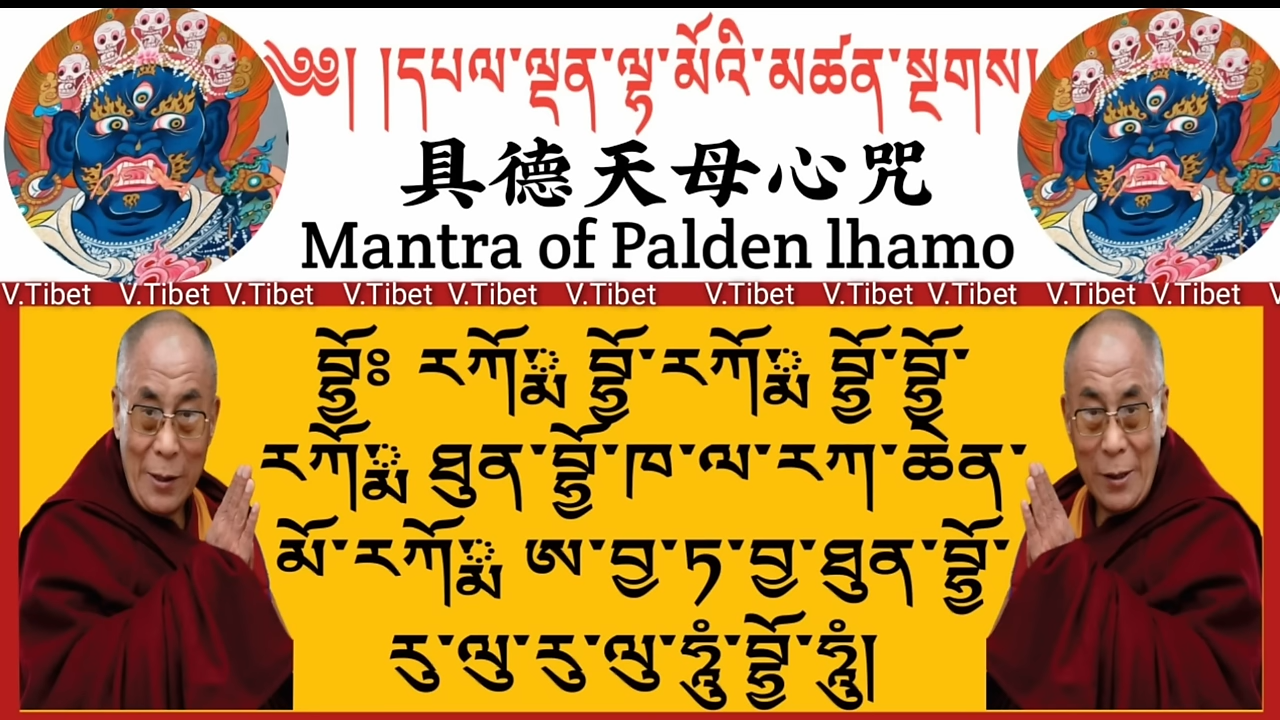 ༄༅། །དཔལ་ལྡན་ལྷ་མོའི་མཚན་སྔགས།
具德天母心咒
Mantra of Palden lhamo
V.Tibet V.Tibet V.Tibet V.Tibet V.Tibet V.Tibet V.Tibet V.Tibet V.Tibet V.Tibet V.Tibet
བྷྱོཿ རཀོ ྨ བྷྱོ་རཀོ ྨ བྷྱོ་བྷྱོ་
རཀོ ྨ ཐུན་བྷྱོ་ཁ་ལ་རཀ་ཆེན་
མོ་རཀོ ྨ ཨ་བྱ་ཏ་བྱ་ཐུན་བྷྱོ་
རུ་ལུ་རུ་ལུ་ཧཱུྃ་བྷྱོ་ཧཱུྃ།